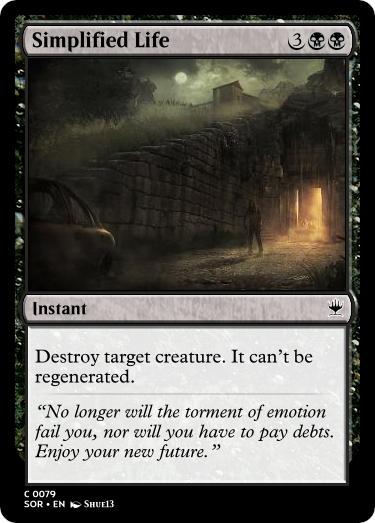 Simplified Life 3
Instant
Destroy target creature. It can’t be
regenerated.
“No longer will the torment of emotion
fail you, nor will you have to pay debts.
Enjoy your new future.”
C 0079
SOR • EN Shue13